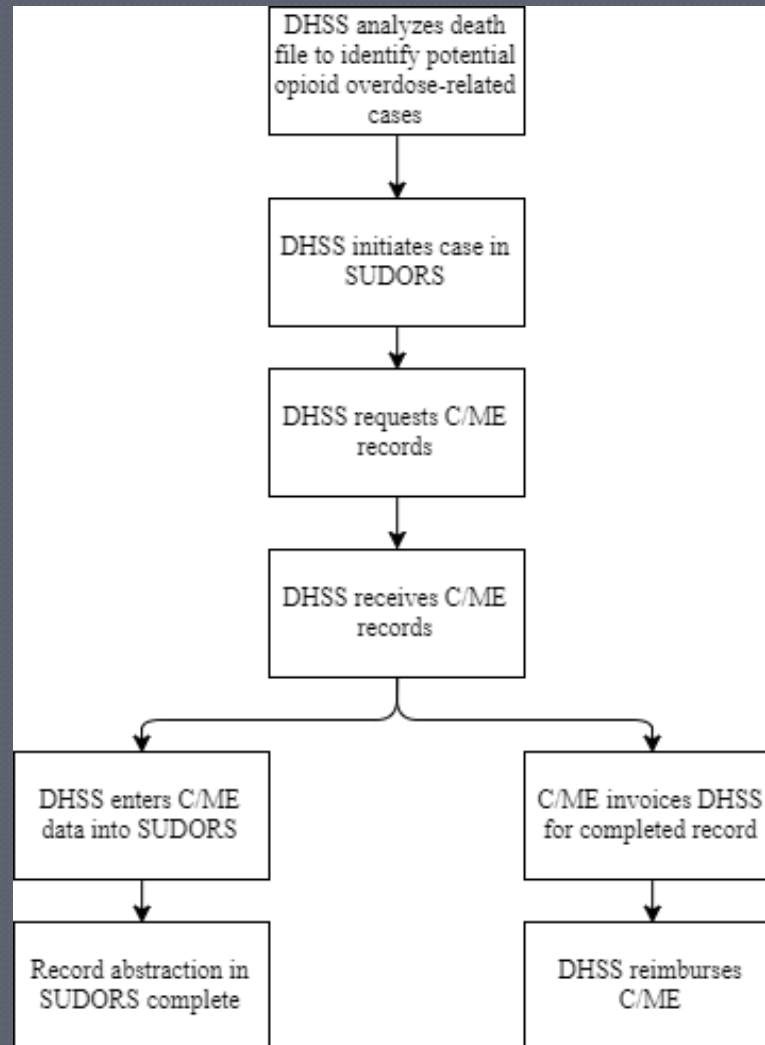 DHSS analyzes death
file to identify potential
opioid overdose-related
cases
DHSS initiates case in
SUDORS
DHSS requests C/ME
records
DHSS receives C/ME
records
DHSS enters C/ME
data into SUDORS
Record abstraction in
SUDORS complete
C/ME invoices DHSS
for completed record
DHSS reimburses
C/ME